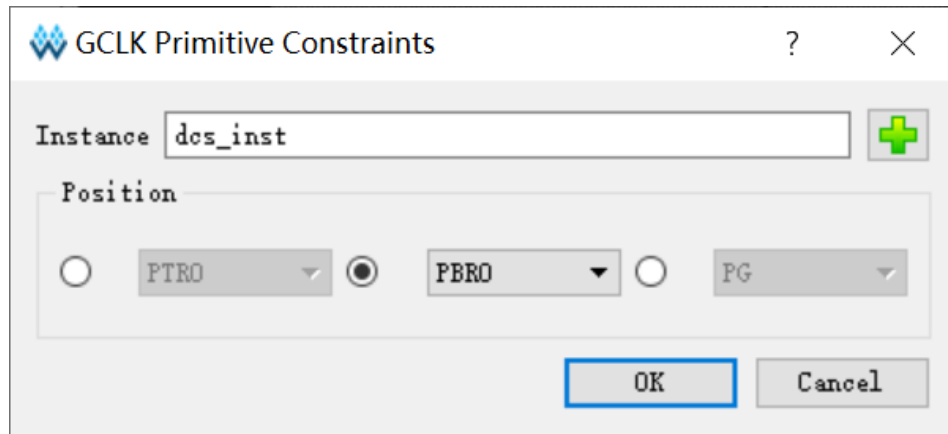 GCLK Primitive Constraints ?
Instance dcs_inst
Position
PTR0 PBR0 PG
OK Cancel